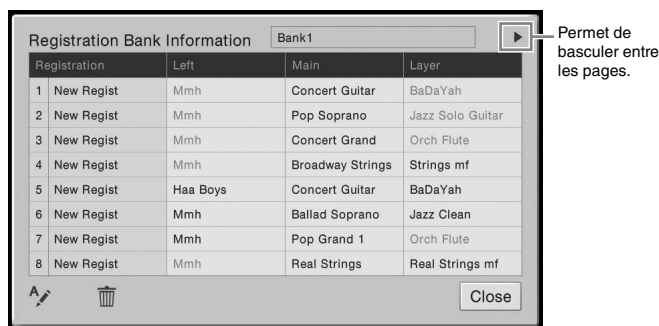 Registration Bank Information Bank1
Registration Left Main Layer
1 New Regist Mmh Concert Guitar BaDaYah
2 New Regist Mmh Pop Soprano Jazz Solo Guitar
3 New Regist Mmh Concert Grand Orch Flute
4 New Regist Mmh Broadway Strings Strings mf
5 New Regist Haa Boys Concert Guitar BaDaYah
6 New Regist Mmh Ballad Soprano Jazz Clean
7 New Regist Mmh Pop Grand 1 Orch Flute
8 New Regist Mmh Real Strings Real Strings mf
A
Close
Permet de
basculer entre
les pages.